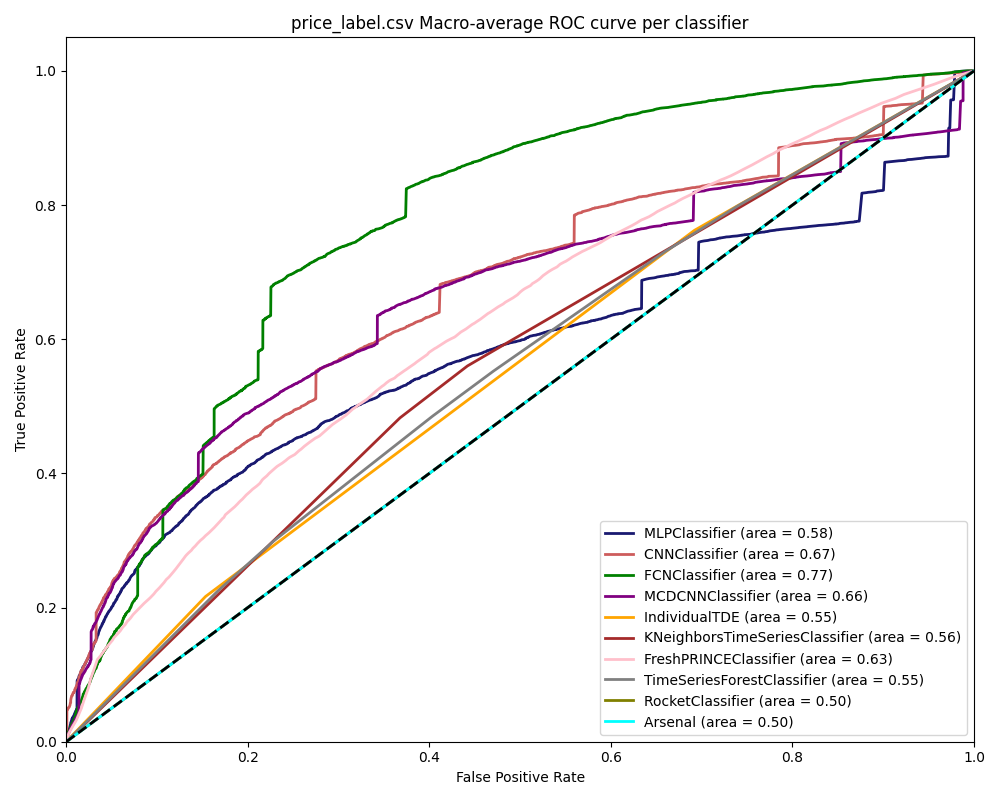 price_label.csv Macro-average ROC curve per classifier
True Positive Rate
1.0
0.8
0.6
0.4
0.2
0.0
MLPClassifier (area = 0.58)
CNNClassifier (area = 0.67)
FCNClassifier (area = 0.77)
MCDCNNClassifier (area = 0.66)
IndividualTDE (area = 0.55)
KNeighborsTimeSeriesClassifier (area = 0.56)
FreshPRINCEClassifier (area = 0.63)
TimeSeriesForestClassifier (area = 0.55)
RocketClassifier (area = 0.50)
Arsenal (area = 0.50)
0.0 0.2 0.4 0.6 0.8 1.0
False Positive Rate